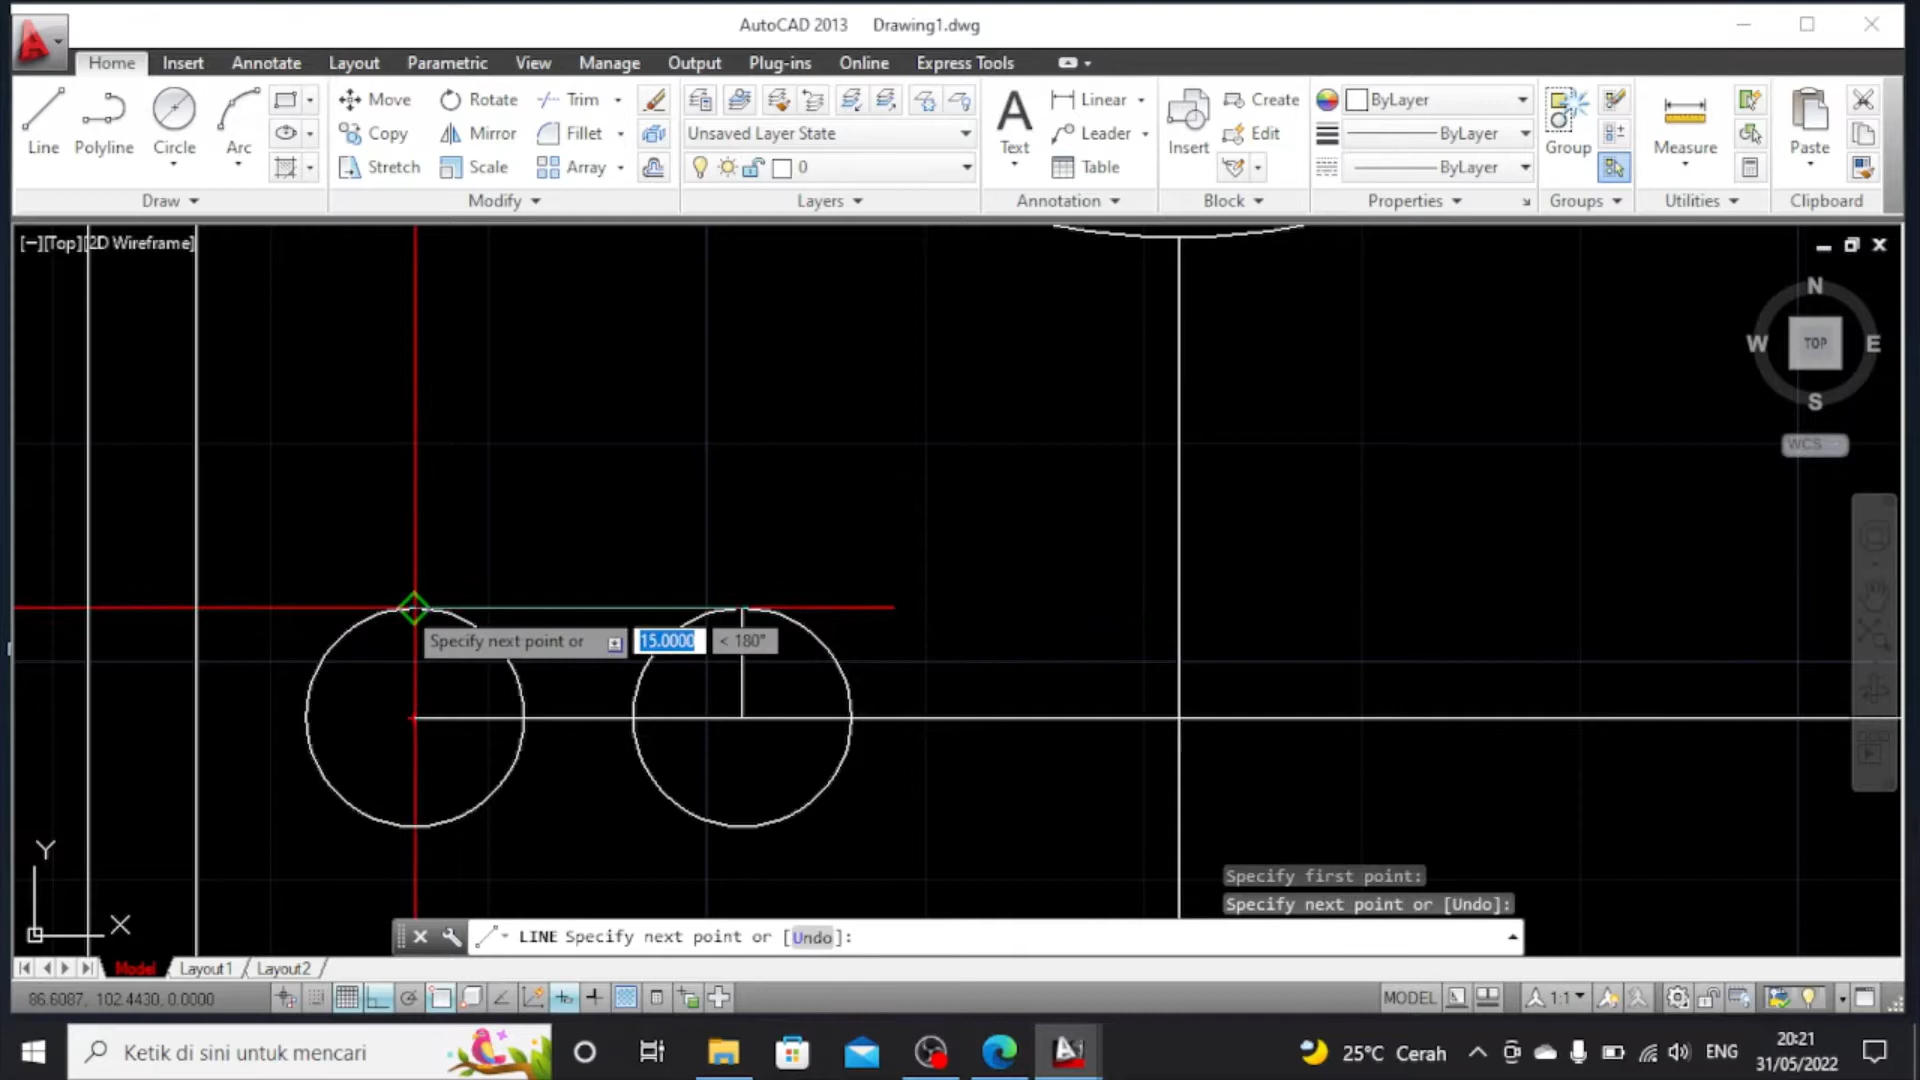 AutoCAD 2013 Drawing1.dwg
Home Insert Annotate Layout Parametric View Manage Output Plug-ins Online Express Tools
Line Polyline Circle Arc
Move Rotate Trim
Copy Mirror Fillet
Stretch Scale Array
Unsaved Layer State
0
Text
Linear
Leader
Table
Insert
Create
Edit
ByLayer
ByLayer
ByLayer
Group
Measure
Paste
Draw Modify Layers Annotation Block Properties Groups Utilities Clipboard
[−][Top][2D Wireframe]
N
W TOP E
S
WCS
Specify next point or 15.0000 < 180°
Y
X
Specify first point:
Specify next point or [Undo]:
LINE Specify next point or [Undo]:
Model Layout1 Layout2
86.6087, 102.4430, 0.0000 MODEL 1:1
Ketik di sini untuk mencari 25°C Cerah ENG 20:21
31/05/2022